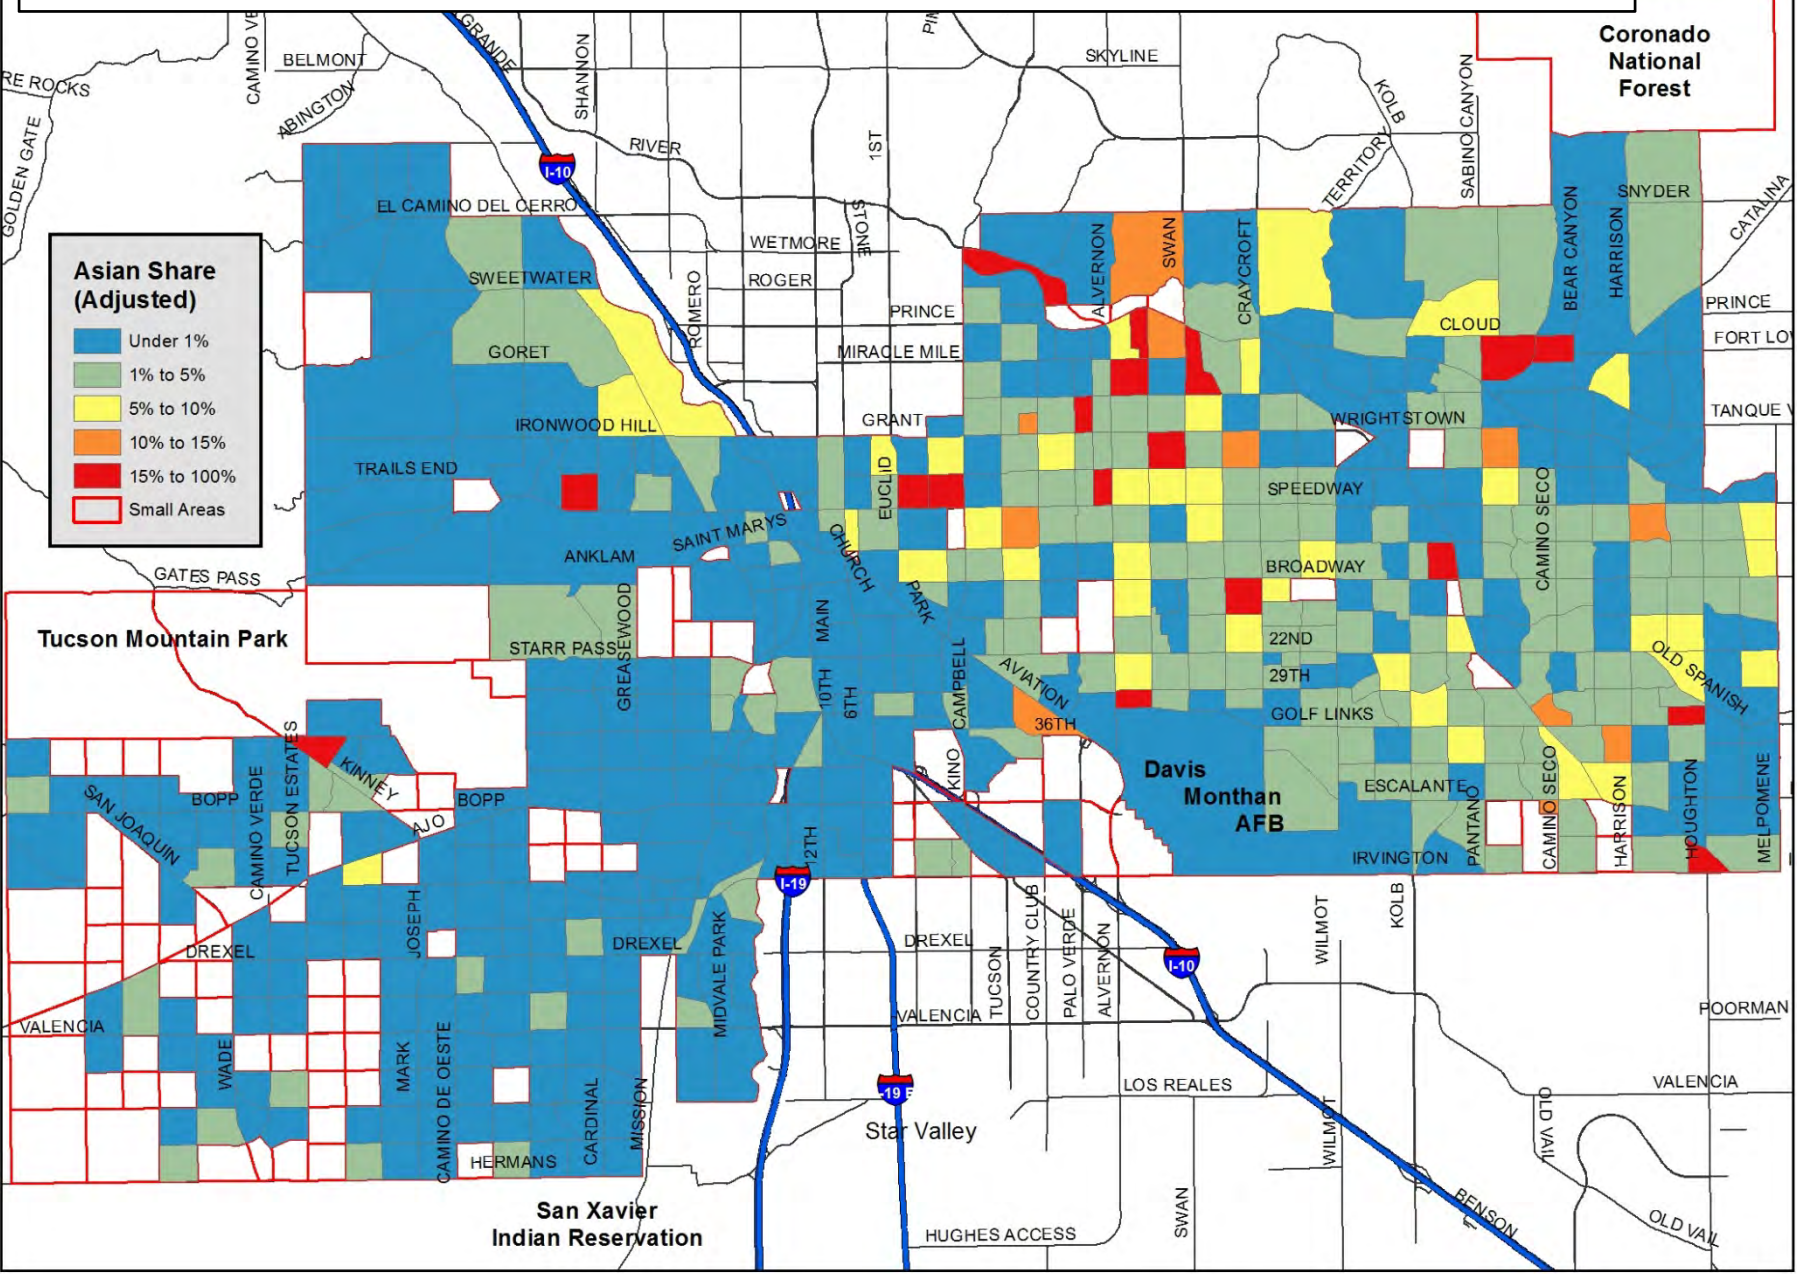 Coronado
National
Forest
CAMINO VE
GRANDE
SHANNON
SKYLINE
BELMONT
RE ROCKS
ABINGTON
KOLB
SABINO CANYON
GOLDEN GATE
RIVER
1ST
TERRITORY
I-10
SNYDER
EL CAMINO DEL CERRO
STONE
WETMORE
ALVERNON
SWAN
CRAYCROFT
BEAR CANYON
HARRISON
CATALINA
Asian Share
(Adjusted)
Under 1%
1% to 5%
5% to 10%
10% to 15%
15% to 100%
Small Areas
SWEETWATER
ROGER
ROMERO
PRINCE
CLOUD
PRINCE
GORET
MIRACLE MILE
FORT LO
IRONWOOD HILL
GRANT
WRIGHTSTOWN
TANQUE V
TRAILS END
EUCLID
SPEEDWAY
CAMINO SECO
SAINT MARYS
ANKLAM
CHURCH
BROADWAY
GATES PASS
GREASEWOOD
MAIN
PARK
Tucson Mountain Park
STARR PASS
22ND
OLD SPANISH
10TH
6TH
CAMPBELL
AVIATION
29TH
36TH
GOLF LINKS
TUCSON ESTATES
KINNEY
KINO
Davis
Monthan
AFB
CAMINO SECO
HARRISON
HOUGHTON
MELPOMENE
SAN JOAQUIN
BOPP
CAMINO VERDE
BOPP
ESCALANTE
PANTANO
AJO
12TH
IRVINGTON
I-19
JOSEPH
DREXEL
DREXEL
MIDVALE PARK
DREXEL
TUCSON
COUNTRY CLUB
PALO VERDE
ALVERNON
I-10
WILMOT
KOLB
VALENCIA
VALENCIA
POORMAN
WADE
MARK
CAMINO DE OESTE
CARDINAL
MISSION
LOS REALES
VALENCIA
WILMOT
OLD VAIL
Star Valley
HERMANS
San Xavier
Indian Reservation
HUGHES ACCESS
SWAN
BENSON
OLD VAIL